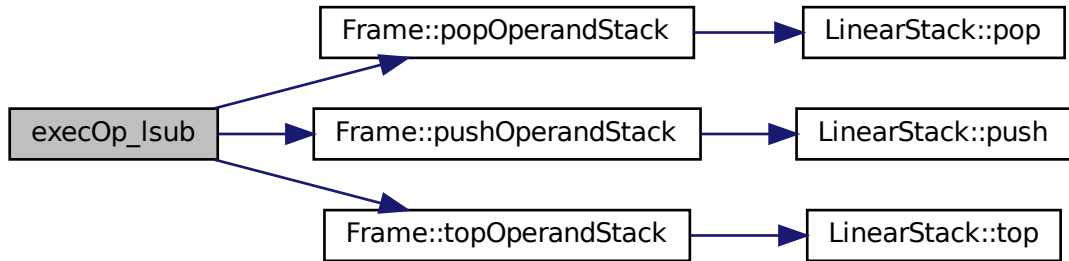 execOp_lsub
Frame::popOperandStack
LinearStack::pop
Frame::pushOperandStack
LinearStack::push
Frame::topOperandStack
LinearStack::top